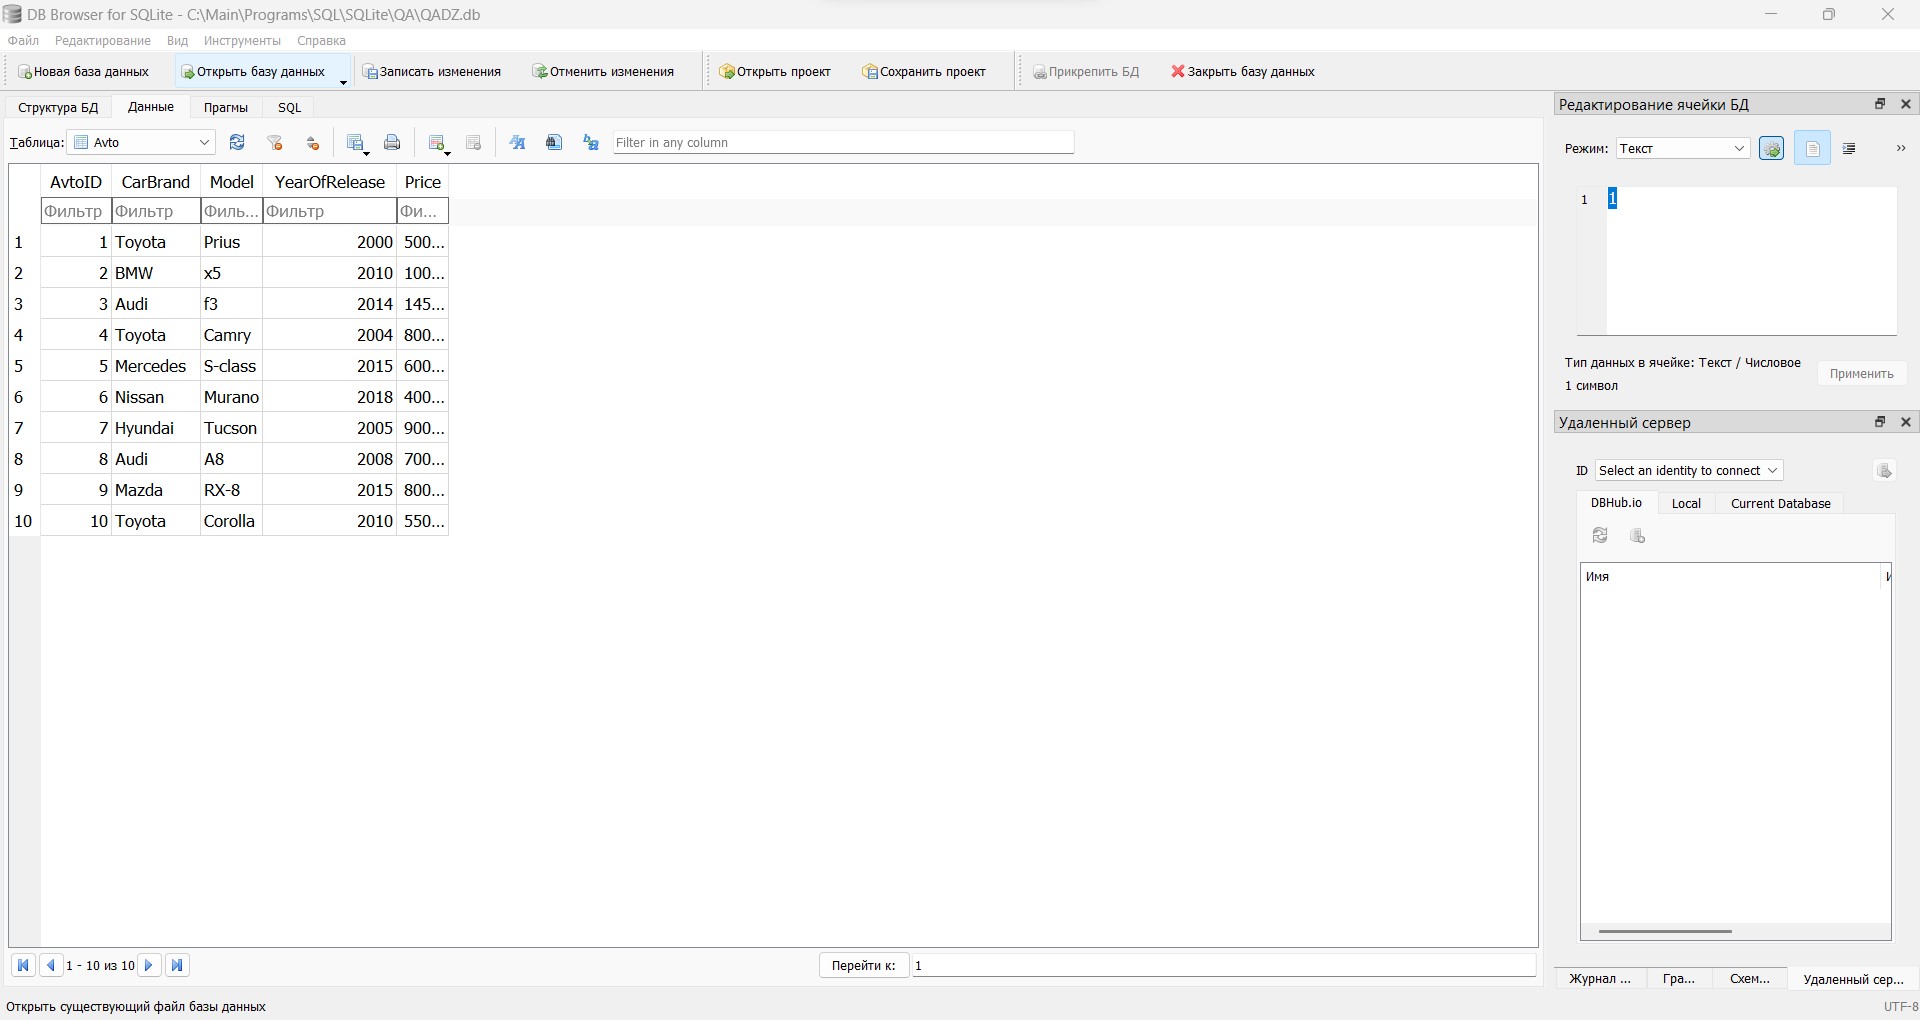 DB Browser for SQLite - C:\Main\Programs\SQL\SQLite\QA\QADZ.db
Файл Редактирование Вид Инструменты Справка
Новая база данных Открыть базу данных Записать изменения Отменить изменения Открыть проект Сохранить проект Прикрепить БД Закрыть базу данных
Структура БД Данные Прагмы SQL
Таблица: Avto Filter in any column
AvtoID CarBrand Model YearOfRelease Price
Фильтр Фильтр Филь... Фильтр Фи...
1 1 Toyota Prius 2000 500...
2 2 BMW x5 2010 100...
3 3 Audi f3 2014 145...
4 4 Toyota Camry 2004 800...
5 5 Mercedes S-class 2015 600...
6 6 Nissan Murano 2018 400...
7 7 Hyundai Tucson 2005 900...
8 8 Audi A8 2008 700...
9 9 Mazda RX-8 2015 800...
10 10 Toyota Corolla 2010 550...
1 - 10 из 10 Перейти к: 1
Редактирование ячейки БД
Режим: Текст
1 1
Тип данных в ячейке: Текст / Числовое
1 символ
Применить
Удаленный сервер
ID Select an identity to connect
DBHub.io Local Current Database
Имя
Журнал ... Гра... Схем... Удаленный сер...
Открыть существующий файл базы данных UTF-8